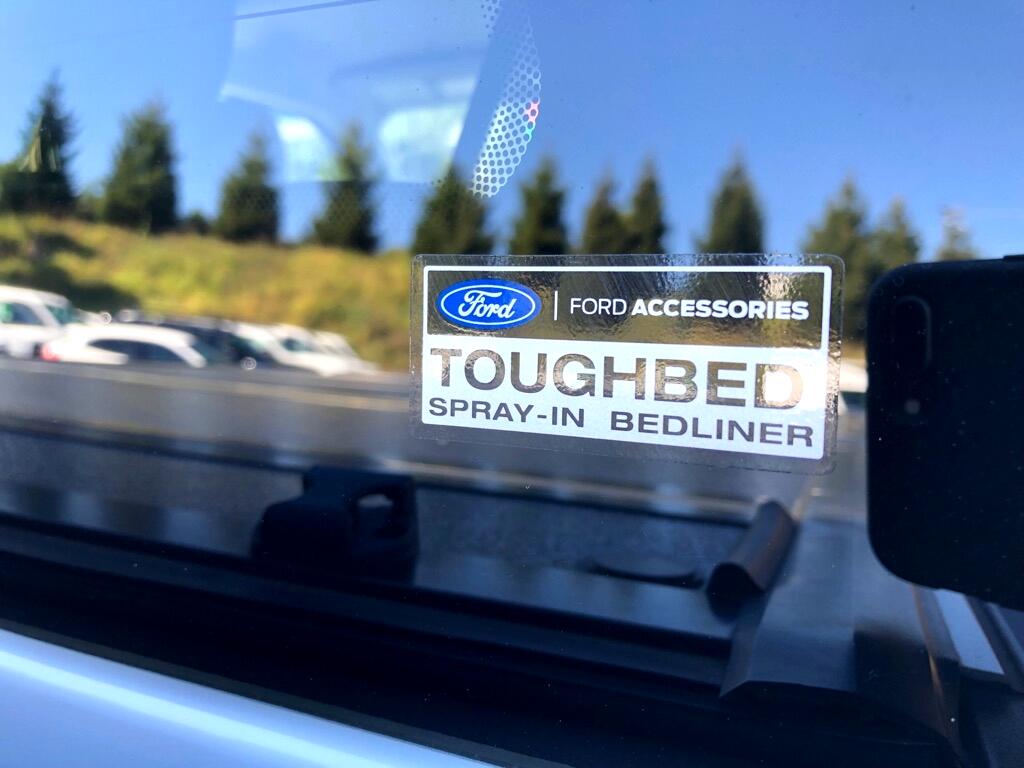 Ford | FORD ACCESSORIES
TOUGHBED
SPRAY-IN BEDLINER